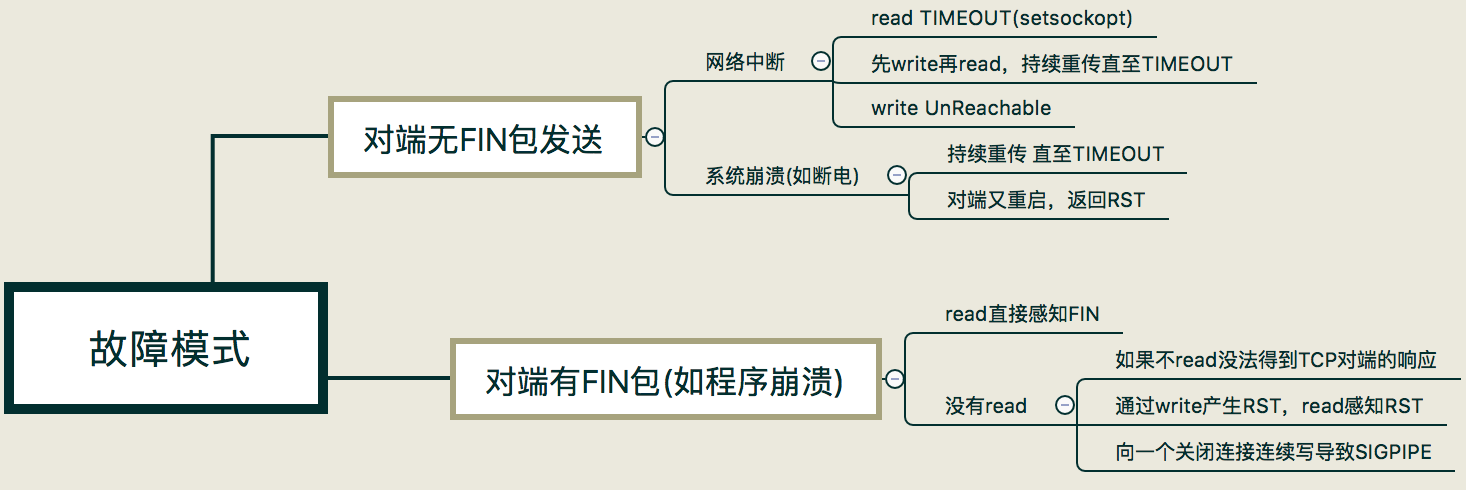 故障模式
对端无FIN包发送
网络中断
read TIMEOUT(setsockopt)
先write再read，持续重传直至TIMEOUT
write UnReachable
系统崩溃(如断电)
持续重传 直至TIMEOUT
对端又重启，返回RST
对端有FIN包(如程序崩溃)
read直接感知FIN
没有read
如果不read没法得到TCP对端的响应
通过write产生RST，read感知RST
向一个关闭连接连续写导致SIGPIPE